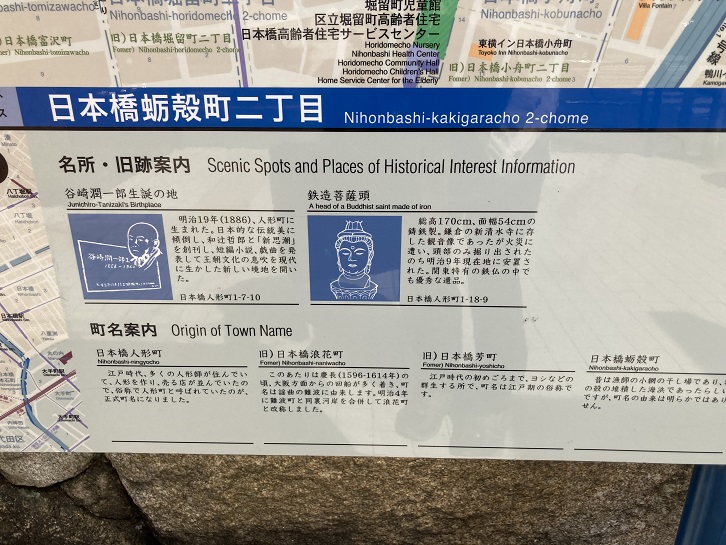 bashi-tomizawacho
Nihonbashi-horidomecho 2-chome
堀留町児童館
区立堀留町高齢者住宅
日本橋高齢者住宅サービスセンター
Horidomecho Nursery
Nihonbashi Health Center
Horidomecho Community Hall
Horidomecho Children's Hall
Home Service Center for the Elderly
Nihonbashi-kobunacho
Villa Fontaine
東横イン日本橋小舟町
Toyoko Inn Nihonbashi-kobunacho
旧)日本橋小舟町二丁目
Fomer) Nihonbashi-kobunacho 2-chome
)日本橋富沢町
Fomer) Nihonbashi-tomizawacho
旧)日本橋堀留町二丁目
(Fomer) Nihonbashi-horidomecho 2-chome
鴨川イ
Kamoga
日本橋蛎殻町二丁目 Nihonbashi-kakigaracho 2-chome
名所・旧跡案内 Scenic Spots and Places of Historical Interest Information
谷崎潤一郎生誕の地
Junichiro-Tanizaki's Birthplace
明治19年(1886)、人形町に
生まれた。日本的な伝統美に
傾倒し、和辻哲郎と「新思潮」
を創刊し、短編小説、戯曲を発
表して王朝文化の息吹を現代
に生かした新しい境地を開い
た。
日本橋人形町1-7-10
鉄造菩薩頭
A head of a Buddhist saint made of iron
総高170cm、面幅54cmの
鋳鉄製。鎌倉の新清水寺に存
した観音像であったが火災に
遭い、頭部のみ掘り出された
のち明治9年現在地に安置さ
れた。関東特有の鉄仏の中で
も優秀な遺品。
日本橋人形町1-18-9
町名案内 Origin of Town Name
日本橋人形町
Nihonbashi-ningyocho
江戸時代、多くの人形師が住んでい
て、人形を作り、売る店が並んでいたの
で、俗称で人形町と呼ばれていたのが、
正式町名になりました。
旧)日本橋浪花町
Fomer) Nihonbashi-naniwacho
このあたりは慶長(1596-1614年)の
頃、大阪方面からの回船が多く着き、町
名は謡曲の難波に由来します。明治4年
に難波町と同裏河岸を合併して浪花町
と改称しました。
旧)日本橋芳町
Fomer) Nihonbashi-yoshicho
江戸時代の初めごろまで、ヨシなどの
群生する所で、町名は江戸期の俗称で
す。
日本橋蛎殻町
Nihonbashi-kakigaracho
昔は漁師の小網の干し場であり、
の殻の堆積した海浜であったらしい
ですが、町名の由来は明らかではあり
せん。